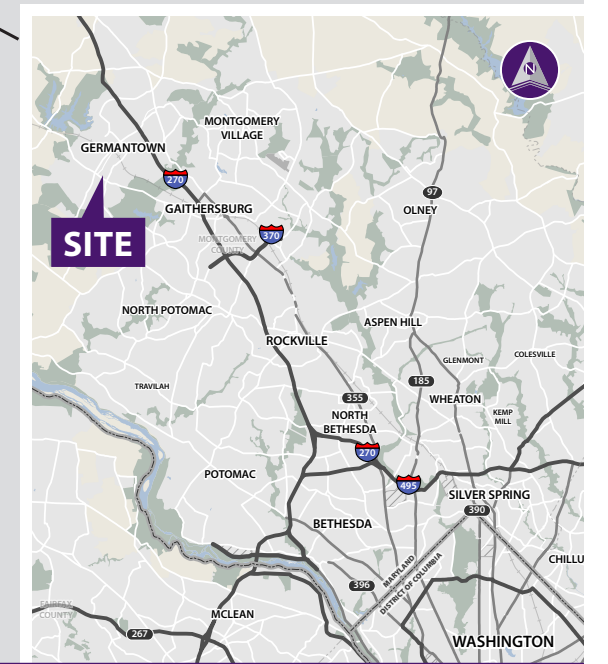 N
MONTGOMERY
VILLAGE
GERMANTOWN
270
97
GAITHERSBURG
OLNEY
SITE
370
MONTGOMERY
COUNTY
NORTH POTOMAC
ASPEN HILL
ROCKVILLE
COLESVILLE
GLENMONT
TRAVILAH
185
355
WHEATON
NORTH
BETHESDA
KEMP
MILL
270
POTOMAC
495
SILVER SPRING
390
BETHESDA
MARYLAND
DISTRICT OF COLUMBIA
CHILLU
396
FAIRFAX
COUNTY
MCLEAN
267
WASHINGTON